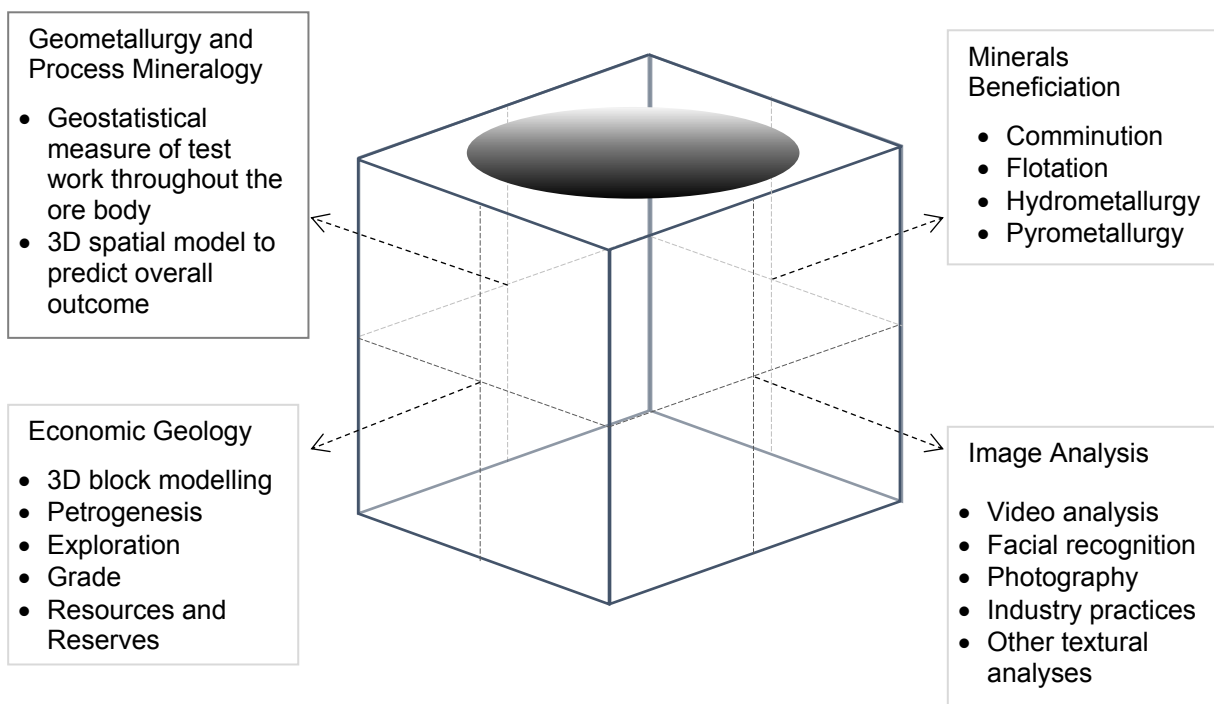 Geometallurgy and
Process Mineralogy
• Geostatistical
measure of test
work throughout the
ore body
• 3D spatial model to
predict overall
outcome
Minerals
Beneficiation
• Comminution
• Flotation
• Hydrometallurgy
• Pyrometallurgy
Economic Geology
• 3D block modelling
• Petrogenesis
• Exploration
• Grade
• Resources and
Reserves
Image Analysis
• Video analysis
• Facial recognition
• Photography
• Industry practices
• Other textural
analyses